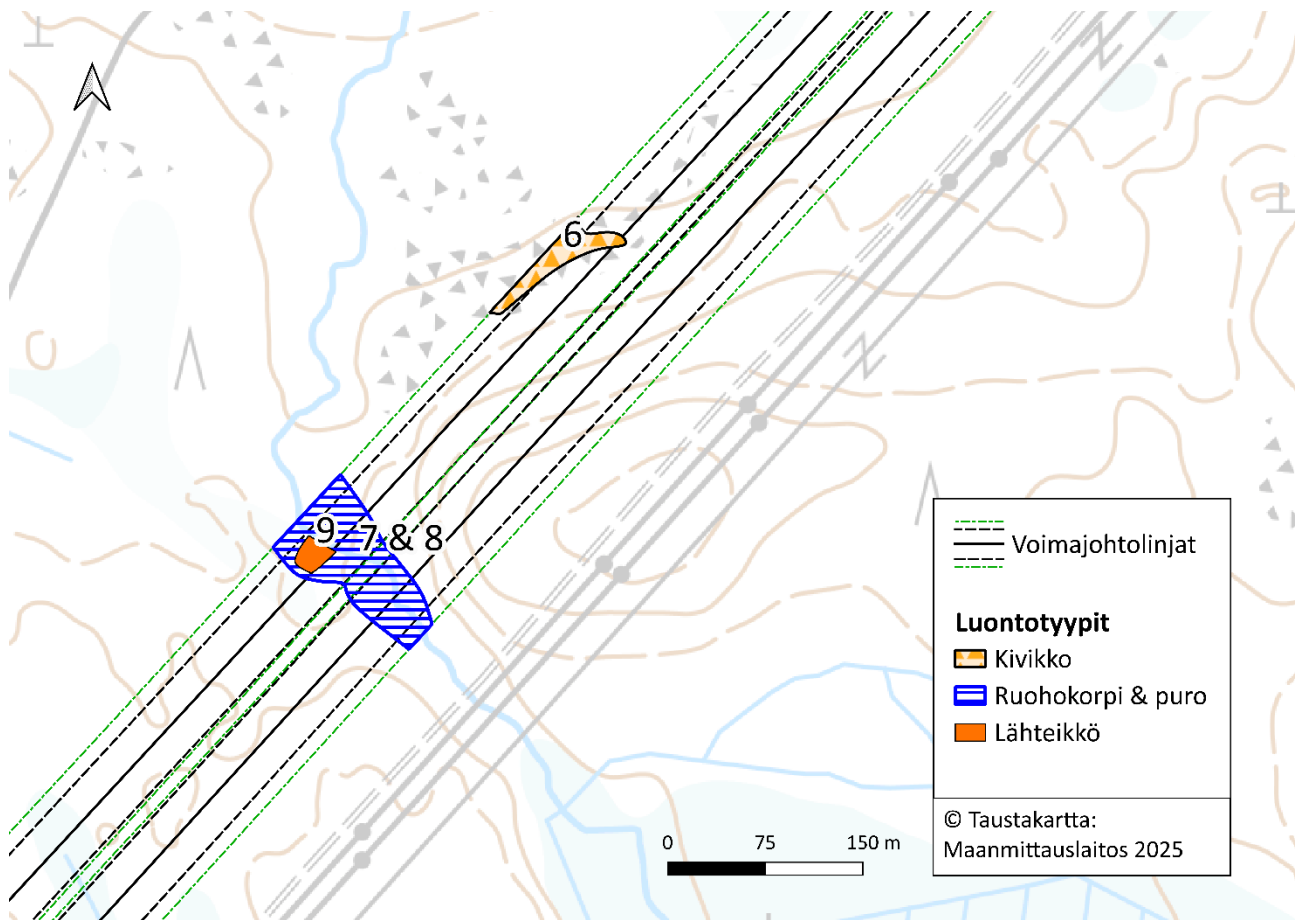 6
9
7 & 8
Voimajohtolinjat
Luontotyypit
Kivikko
Ruohokorpi & puro
Lähteikkö
© Taustakartta:
Maanmittauslaitos 2025
0 75 150 m